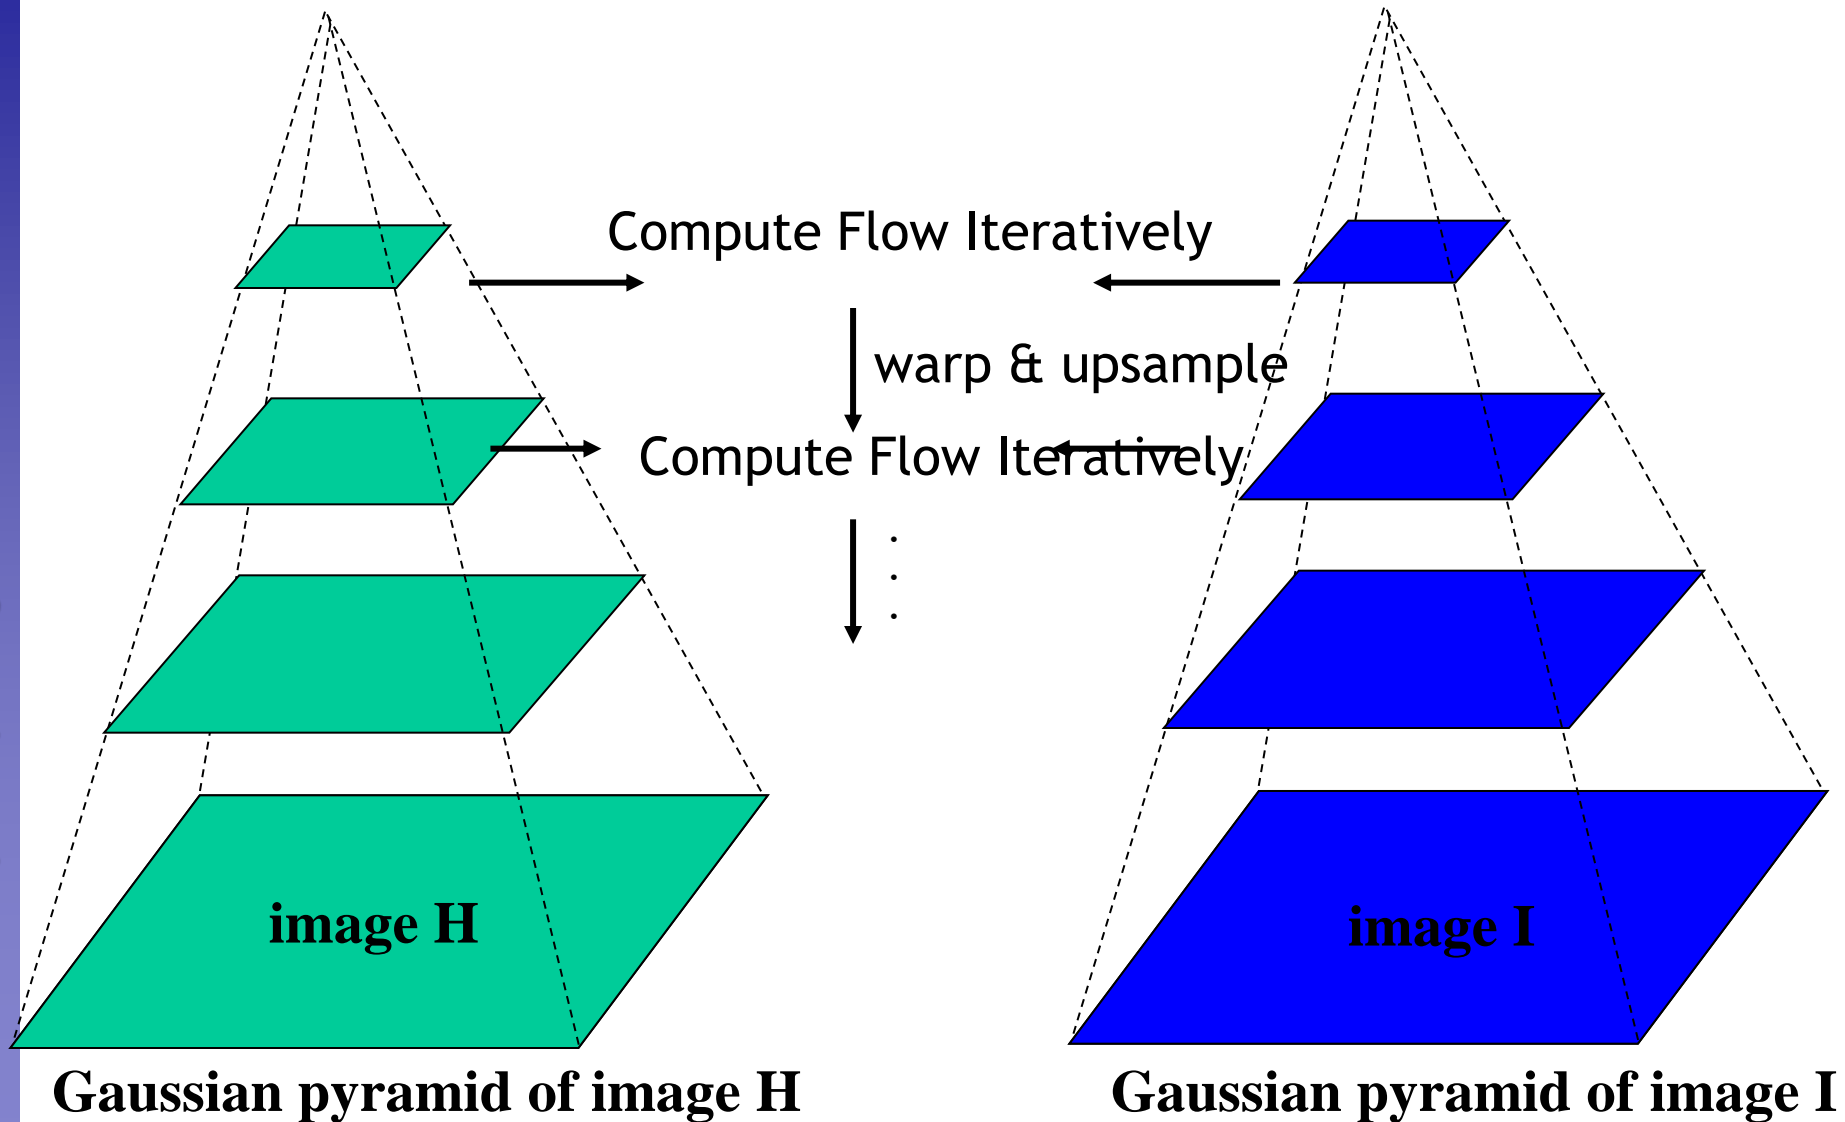 Compute Flow Iteratively
warp & upsample
Compute Flow Iteratively
.
.
.
image H
image I
Gaussian pyramid of image H
Gaussian pyramid of image I